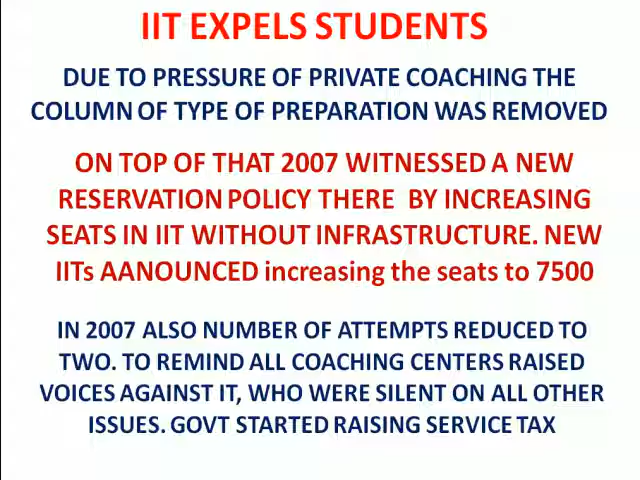 IIT EXPELS STUDENTS
DUE TO PRESSURE OF PRIVATE COACHING THE
COLUMN OF TYPE OF PREPARATION WAS REMOVED
ON TOP OF THAT 2007 WITNESSED A NEW
RESERVATION POLICY THERE BY INCREASING
SEATS IN IIT WITHOUT INFRASTRUCTURE. NEW
IITs AANOUNCED increasing the seats to 7500
IN 2007 ALSO NUMBER OF ATTEMPTS REDUCED TO
TWO. TO REMIND ALL COACHING CENTERS RAISED
VOICES AGAINST IT, WHO WERE SILENT ON ALL OTHER
ISSUES. GOVT STARTED RAISING SERVICE TAX